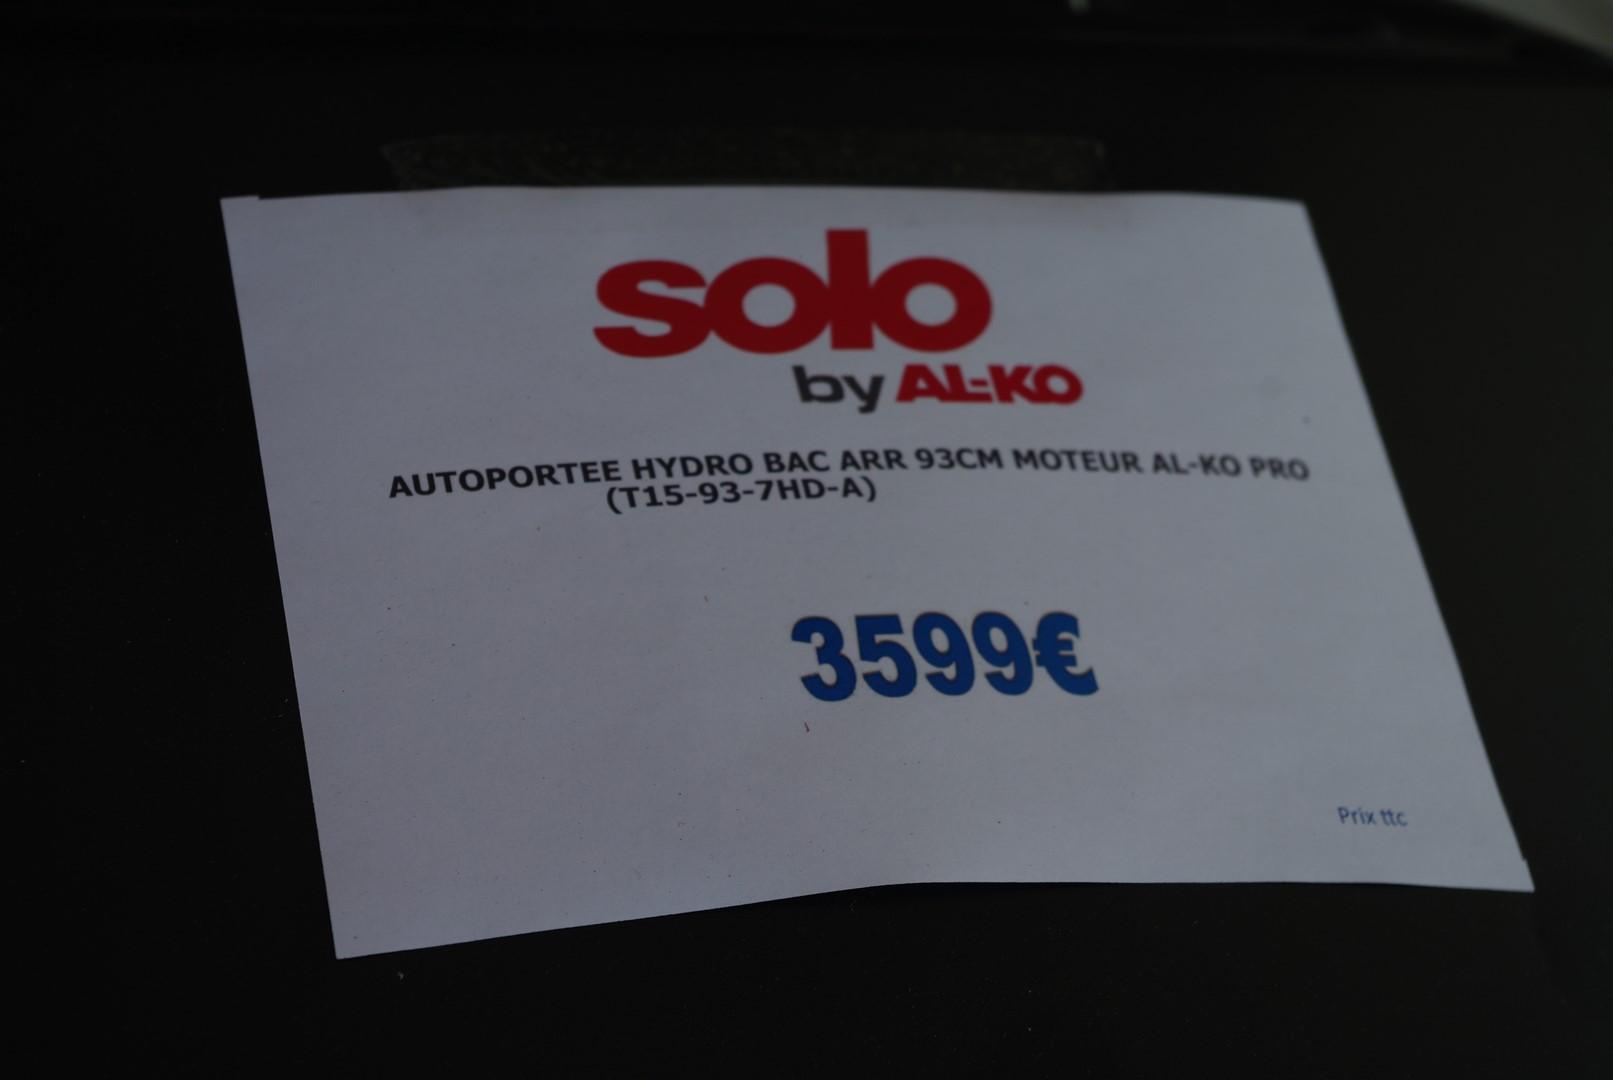 solo
by AL-KO
AUTOPORTEE HYDRO BAC ARR 93CM MOTEUR AL-KO PRO
(T15-93-7HD-A)
3599€
Prix ttc